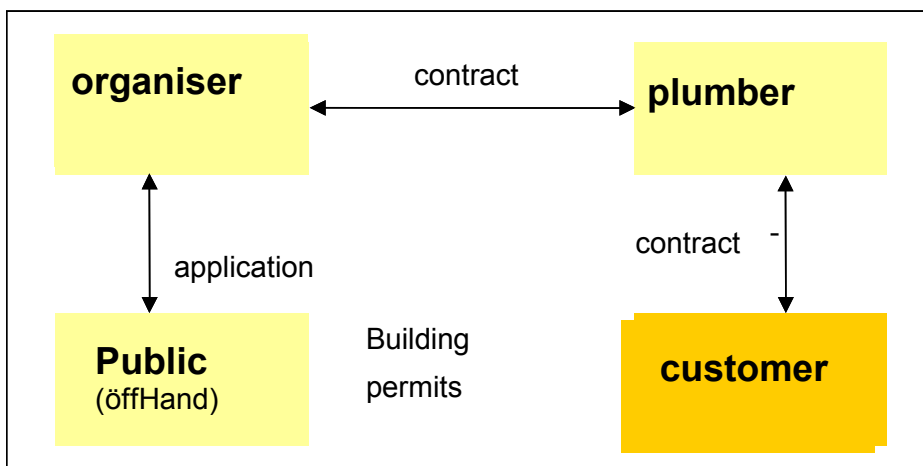 organiser
contract
plumber
contract -
application
Public
(öffHand)
Building
permits
customer